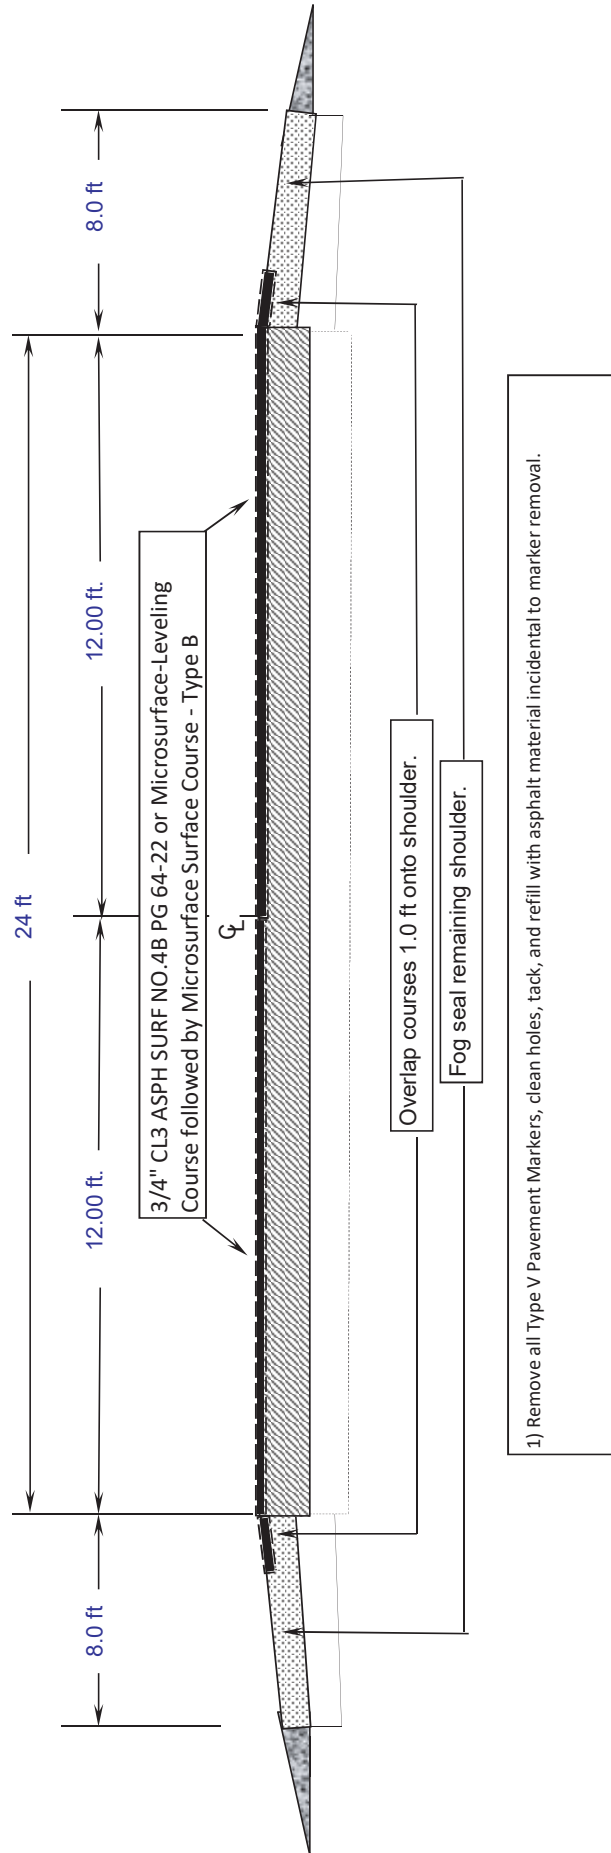 24 ft
8.0 ft
12.00 ft.
12.00 ft.
8.0 ft
3/4" CL3 ASPH SURF NO.4B PG 64-22 or Microsurface-Leveling
Course followed by Microsurface Surface Course - Type B
CL
Overlap courses 1.0 ft onto shoulder.
Fog seal remaining shoulder.
1) Remove all Type V Pavement Markers, clean holes, tack, and refill with asphalt material incidental to marker removal.